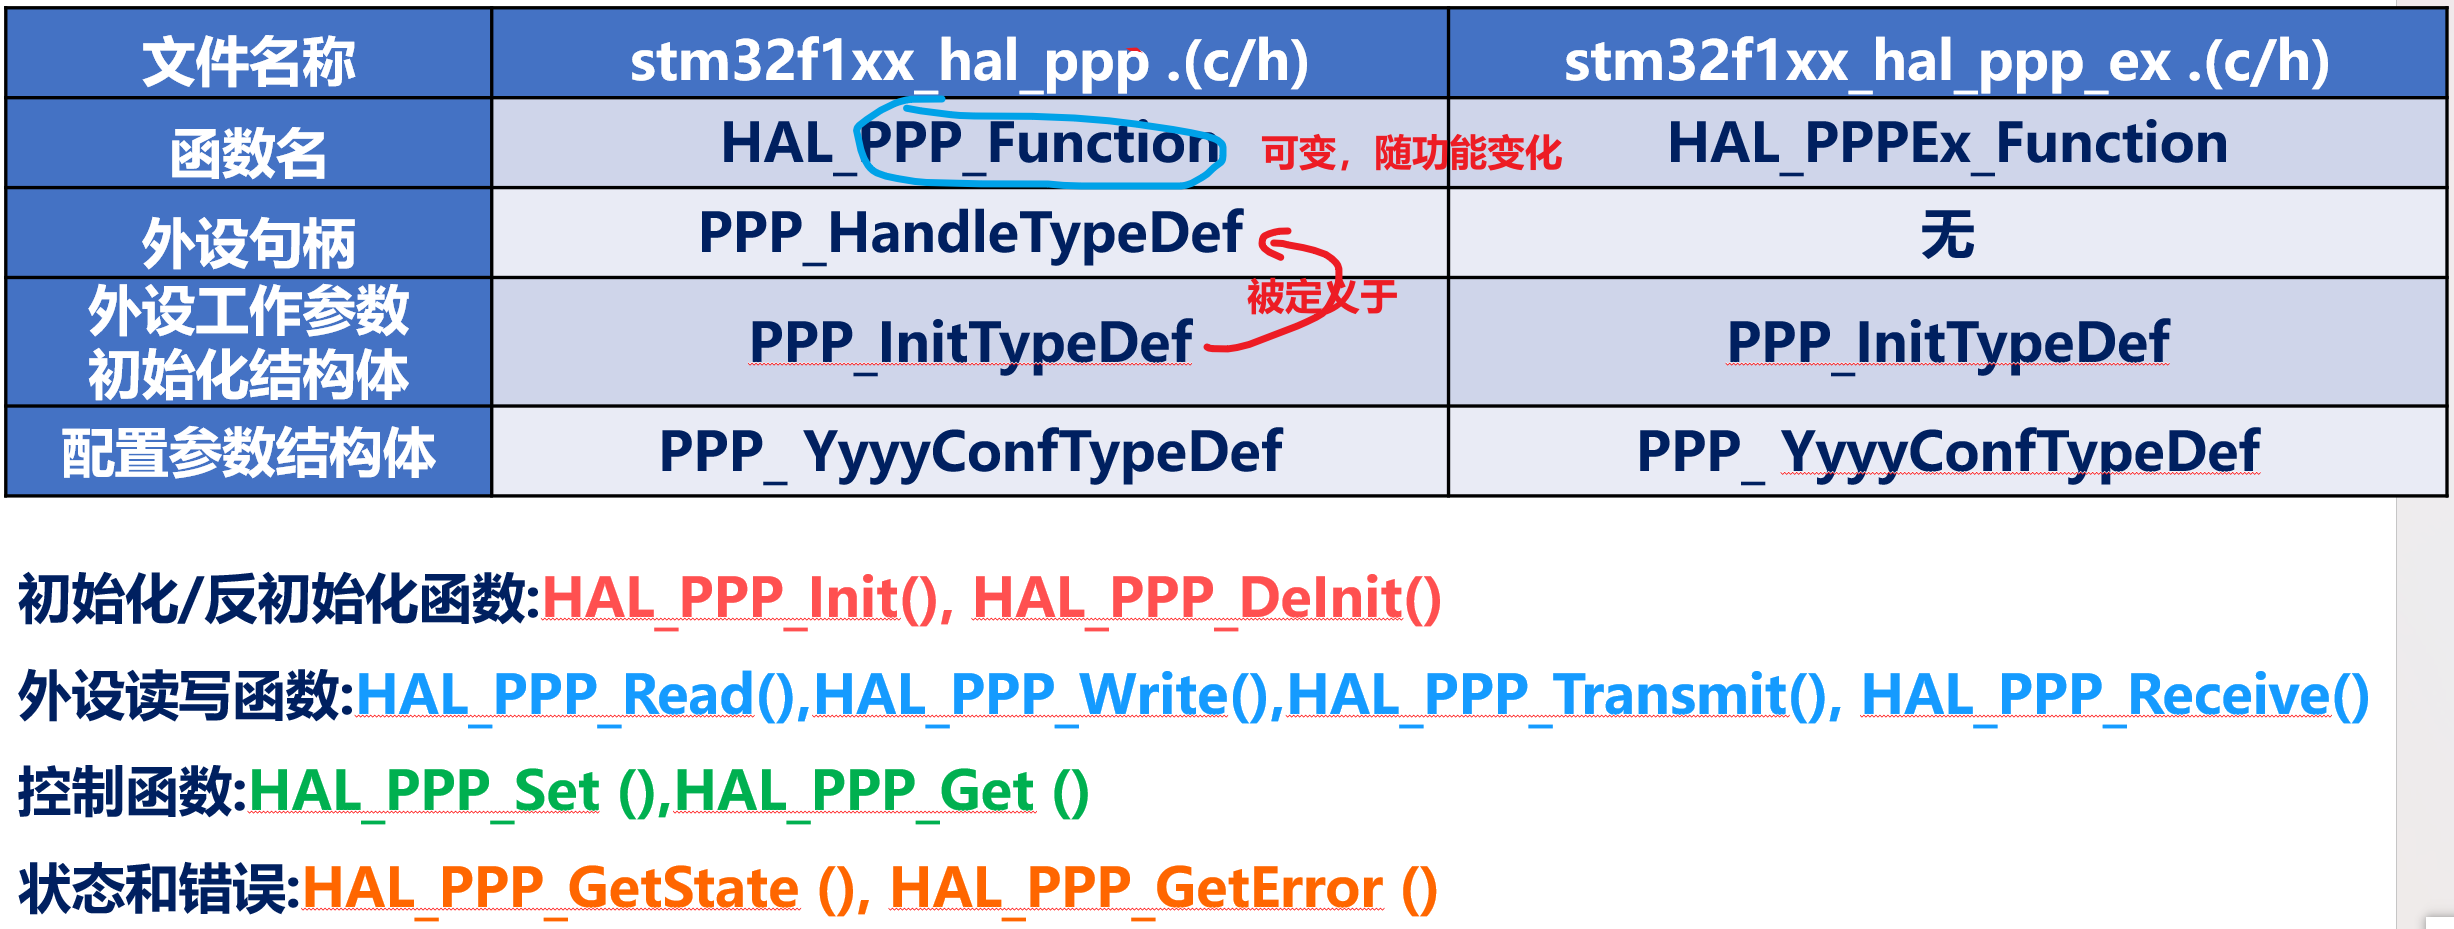 文件名称 stm32f1xx_hal_ppp .(c/h) stm32f1xx_hal_ppp_ex .(c/h)
函数名 HAL_PPP_Function 可变，随功能变化 HAL_PPPEx_Function
外设句柄 PPP_HandleTypeDef 无
被定义于
外设工作参数
初始化结构体 PPP_InitTypeDef PPP_InitTypeDef
配置参数结构体 PPP_ YyyyConfTypeDef PPP_ YyyyConfTypeDef
初始化/反初始化函数:HAL_PPP_Init(), HAL_PPP_DeInit()
外设读写函数:HAL_PPP_Read(),HAL_PPP_Write(),HAL_PPP_Transmit(), HAL_PPP_Receive()
控制函数:HAL_PPP_Set (),HAL_PPP_Get ()
状态和错误:HAL_PPP_GetState (), HAL_PPP_GetError ()